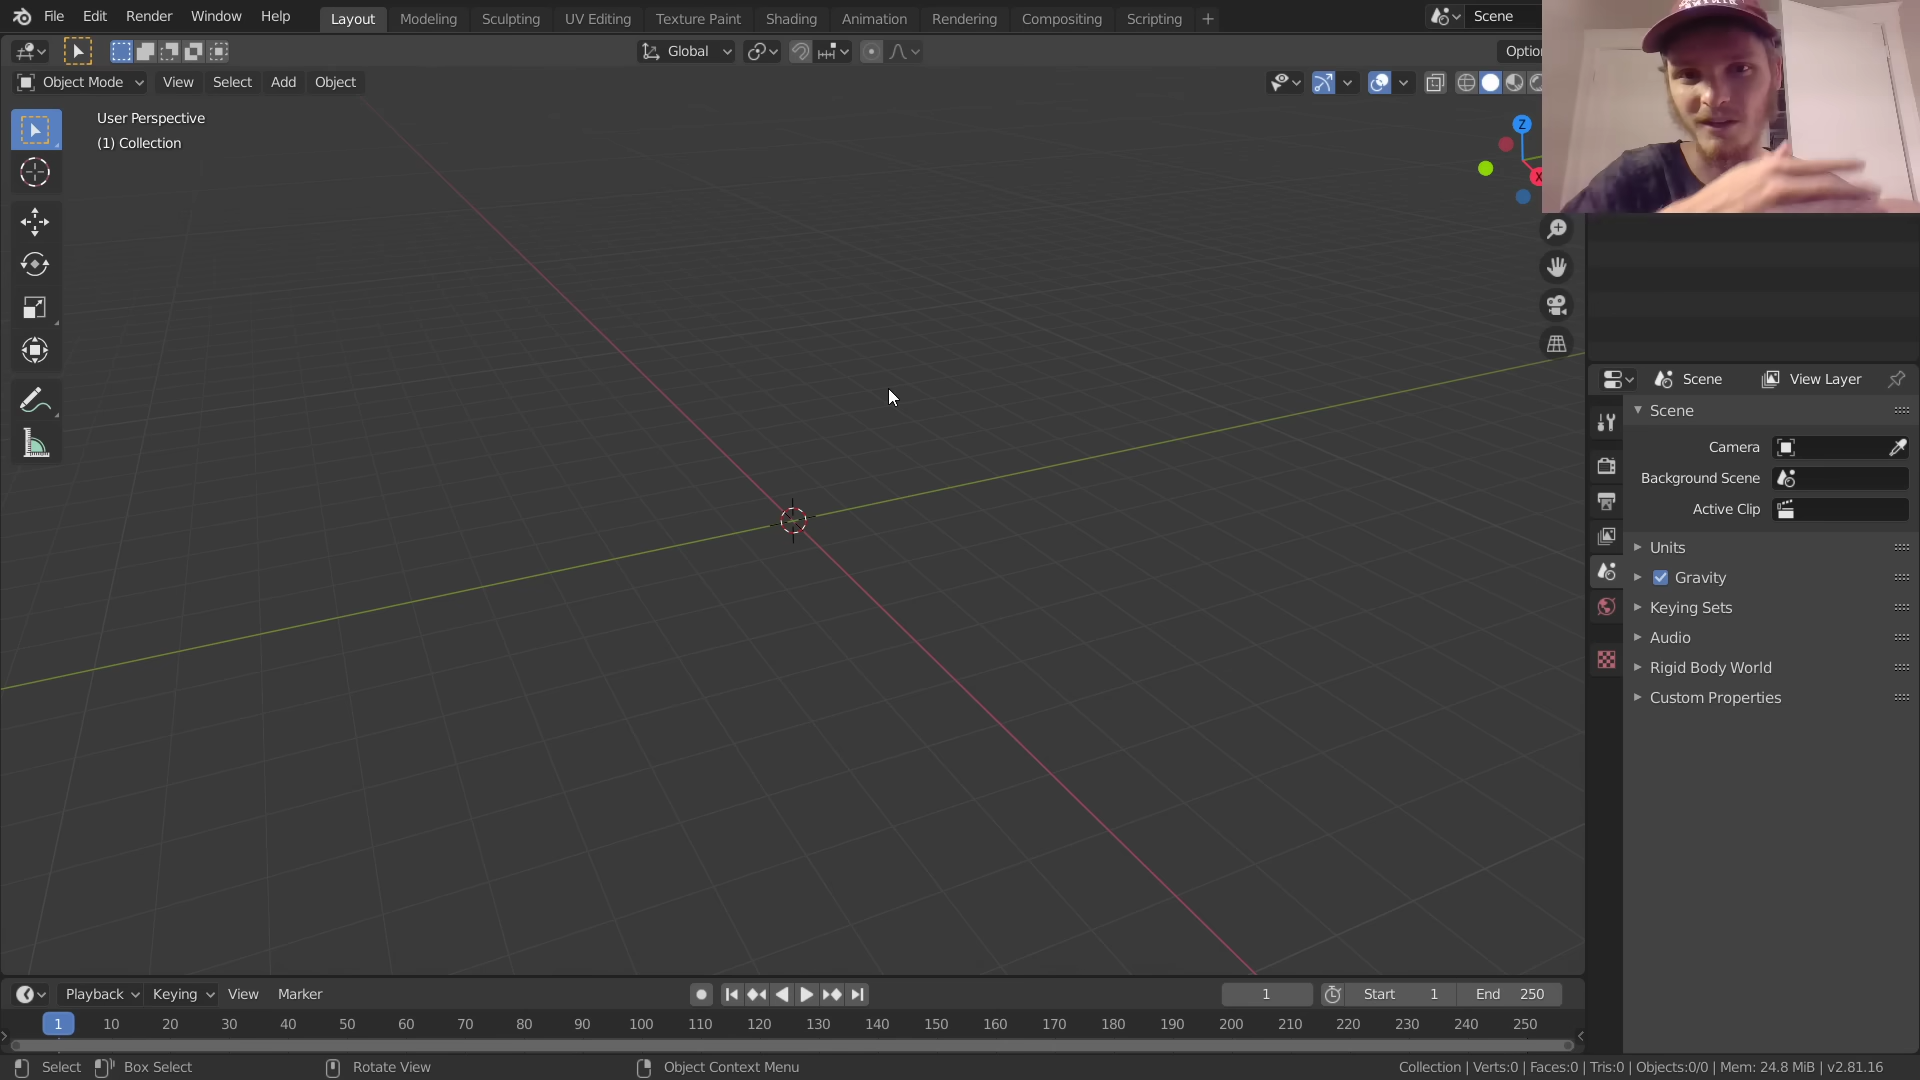 File Edit Render Window Help Layout Modeling Sculpting UV Editing Texture Paint Shading Animation Rendering Compositing Scripting + Scene
Global Optio
Object Mode View Select Add Object
User Perspective
(1) Collection
Z
X
Scene View Layer
Scene
Camera
Background Scene
Active Clip
Units
Gravity
Keying Sets
Audio
Rigid Body World
Custom Properties
Playback Keying View Marker 1 Start 1 End 250
1 10 20 30 40 50 60 70 80 90 100 110 120 130 140 150 160 170 180 190 200 210 220 230 240 250
Select Box Select Rotate View Object Context Menu Collection | Verts:0 | Faces:0 | Tris:0 | Objects:0/0 | Mem: 24.8 MiB | v2.81.16